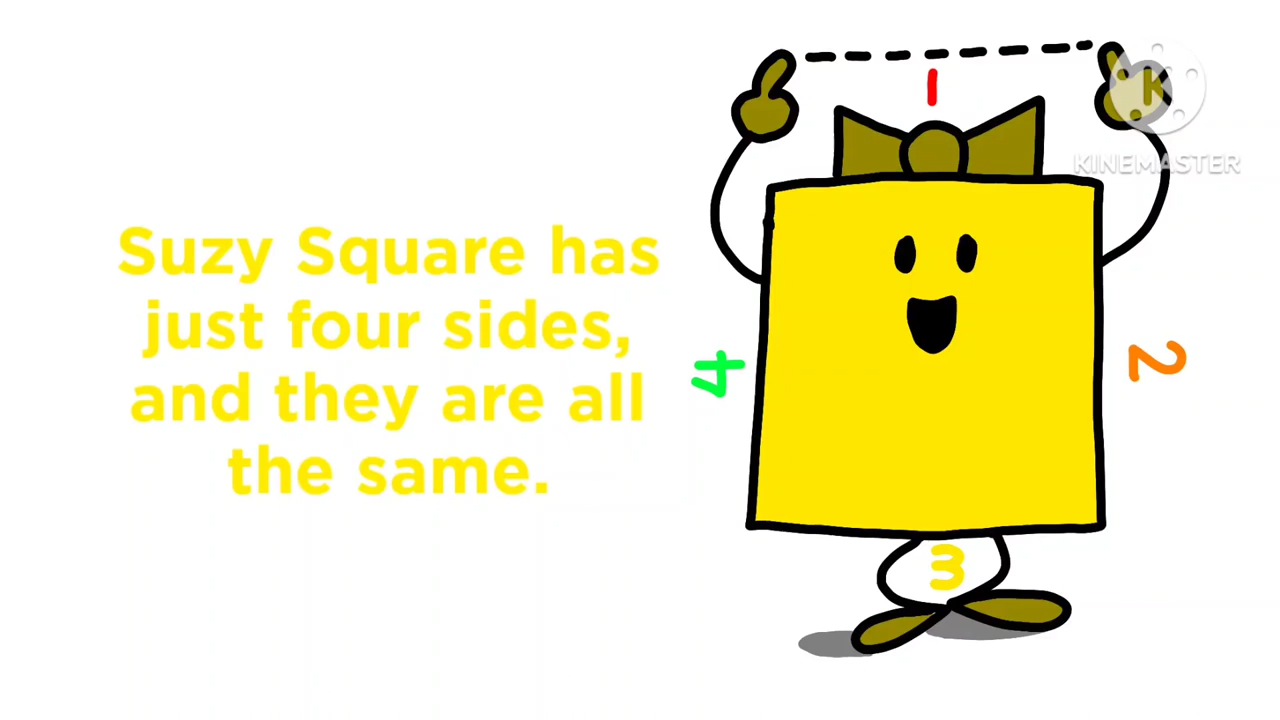 Suzy Square has
just four sides,
and they are all
the same.
1
K
KINEMASTER
4
2
3